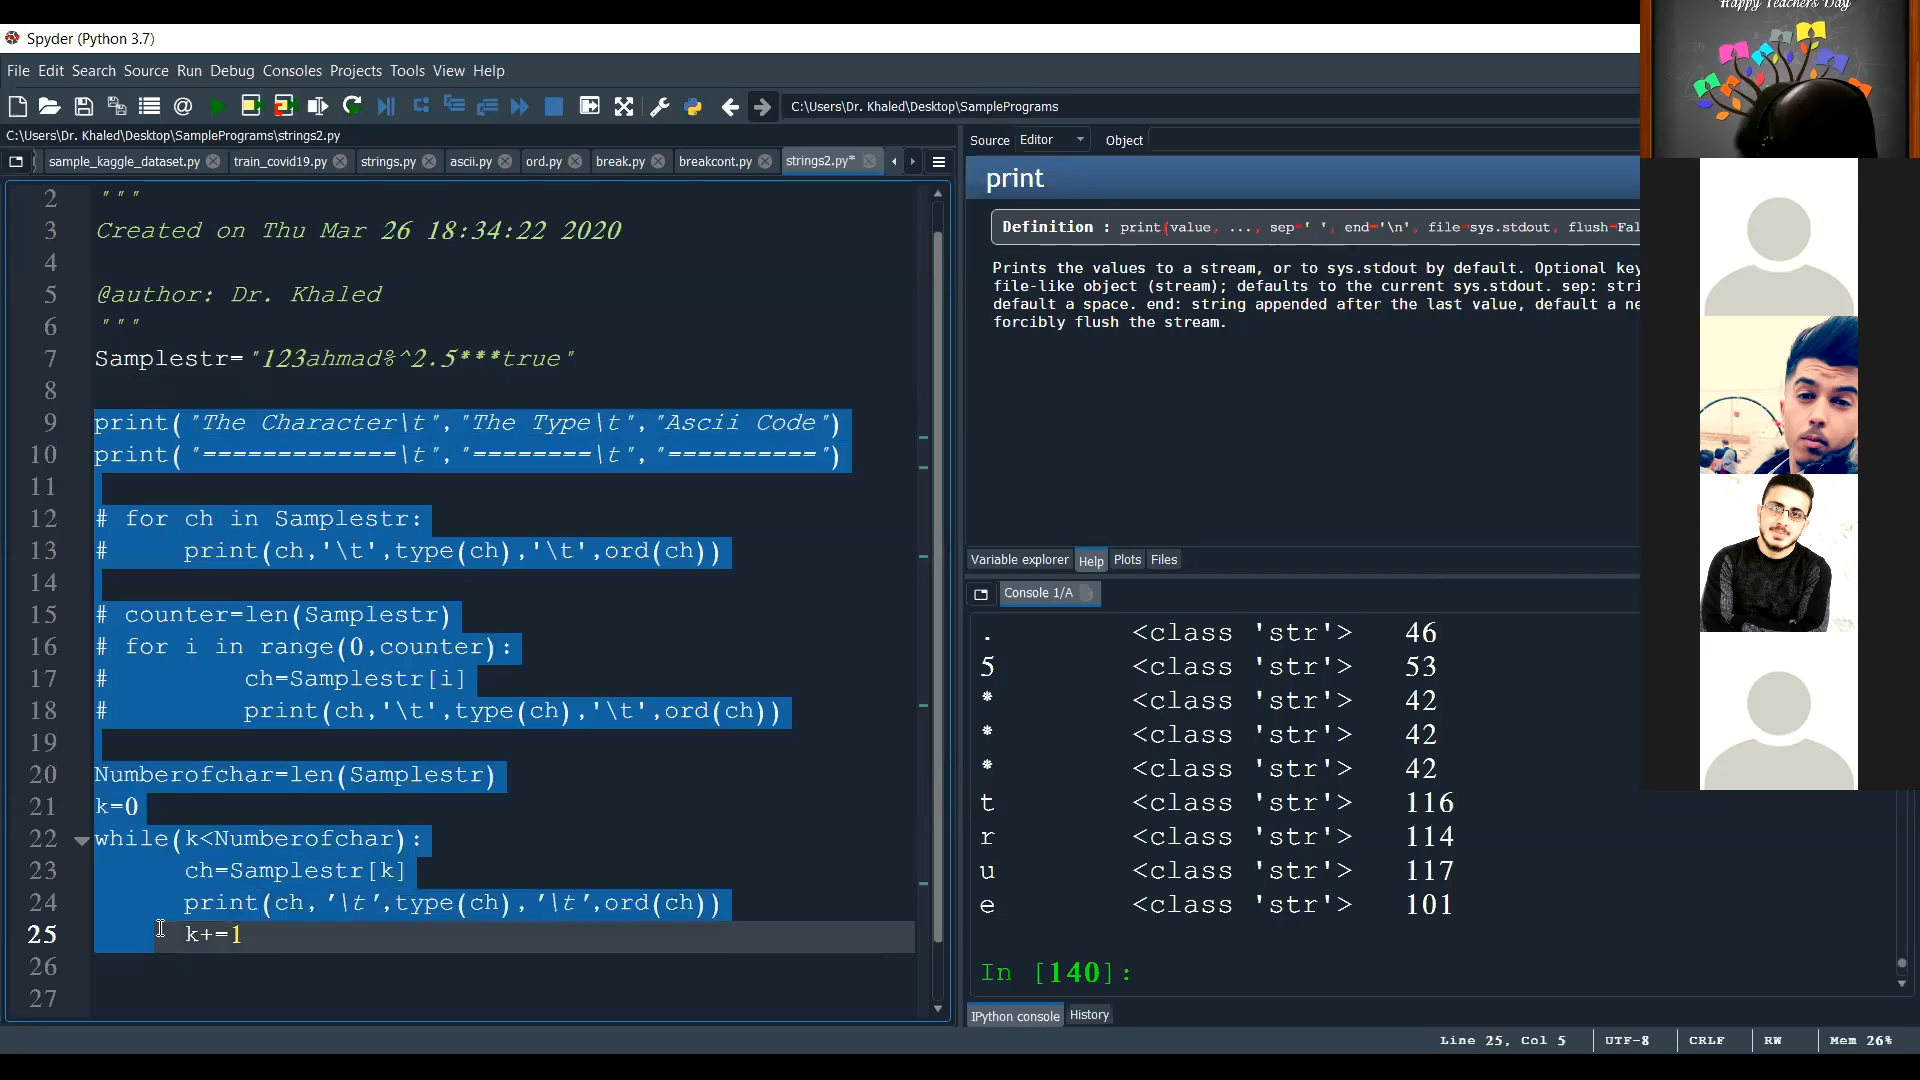 Happy Teachers Day
Spyder (Python 3.7)
File Edit Search Source Run Debug Consoles Projects Tools View Help
C:\Users\Dr. Khaled\Desktop\SamplePrograms
C:\Users\Dr. Khaled\Desktop\SamplePrograms\strings2.py
sample_kaggle_dataset.py train_covid19.py strings.py ascii.py ord.py break.py breakcont.py strings2.py*
2 """
3 Created on Thu Mar 26 18:34:22 2020
4
5 @author: Dr. Khaled
6 """
7 Samplestr="123ahmad%^2.5***true"
8
9 print("The Character\t","The Type\t","Ascii Code")
10 print("=============\t","========\t","==========")
11
12 # for ch in Samplestr:
13 #     print(ch,'\t',type(ch),'\t',ord(ch))
14
15 # counter=len(Samplestr)
16 # for i in range(0,counter):
17 #         ch=Samplestr[i]
18 #         print(ch,'\t',type(ch),'\t',ord(ch))
19
20 Numberofchar=len(Samplestr)
21 k=0
22 while(k<Numberofchar):
23       ch=Samplestr[k]
24       print(ch,'\t',type(ch),'\t',ord(ch))
25       k+=1
26
27
Source Editor Object
print
Definition : print(value, ..., sep=' ', end='\n', file=sys.stdout, flush=Fal
Prints the values to a stream, or to sys.stdout by default. Optional key
file-like object (stream); defaults to the current sys.stdout. sep: stri
default a space. end: string appended after the last value, default a ne
forcibly flush the stream.
Variable explorer Help Plots Files
Console 1/A
. <class 'str'> 46
5 <class 'str'> 53
* <class 'str'> 42
* <class 'str'> 42
* <class 'str'> 42
t <class 'str'> 116
r <class 'str'> 114
u <class 'str'> 117
e <class 'str'> 101
In [140]:
IPython console History
Line 25, Col 5 UTF-8 CRLF RW Mem 26%